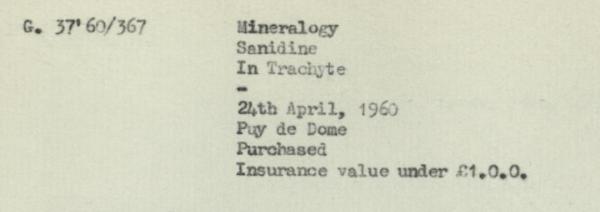 G. 37'60/367 Mineralogy
Sanidine
In Trachyte
-
24th April, 1960
Puy de Dome
Purchased
Insurance value under £1.0.0.